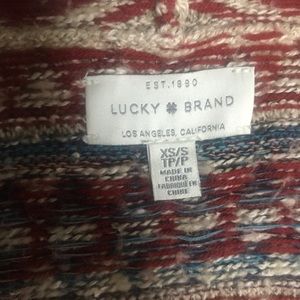 EST. 1990
LUCKY BRAND
LOS ANGELES, CALIFORNIA
XS/S
TP/P
MADE IN
CHINA
FABRIQUÉ EN
CHINE